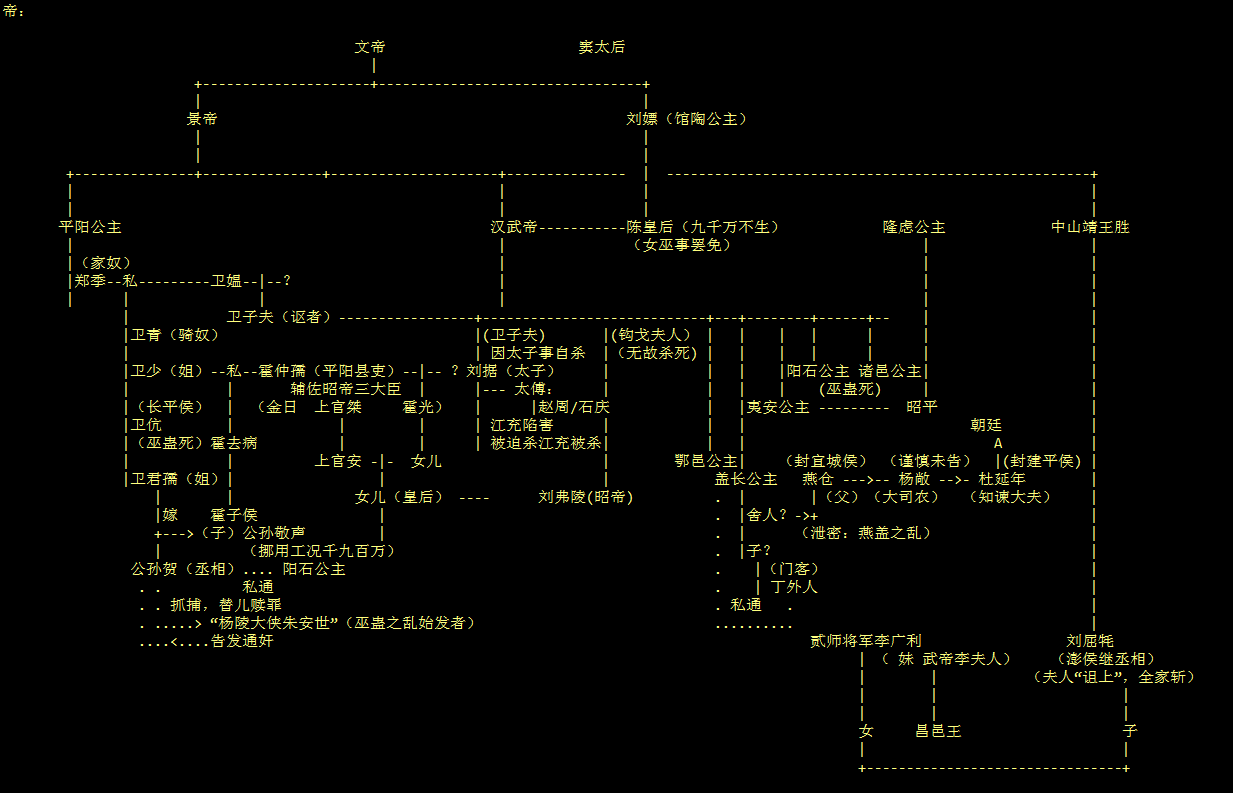 帝：
文帝 窦太后
景帝 刘嫖（馆陶公主）
平阳公主 汉武帝-----------陈皇后（九千万不生） 隆虑公主 中山靖王胜
（女巫事罢免）
（家奴）
郑季--私---------卫媪--|--?
卫子夫（讴者）
卫青（骑奴） (卫子夫) (钩戈夫人）
因太子事自杀 （无故杀死)
卫少（姐）--私--霍仲孺（平阳县吏）--|-- ? 刘据（太子） 阳石公主 诸邑公主
辅佐昭帝三大臣 |--- 太傅： (巫蛊死）
（长平侯） （金日 上官桀 霍光） 赵周/石庆 夷安公主 --------- 昭平
卫伉 江充陷害 朝廷
（巫蛊死）霍去病 被迫杀江充被杀 A
上官安 -|- 女儿 鄂邑公主 （封宜城侯） （谨慎未告） (封建平侯)
卫君孺（姐） 盖长公主 燕仓 --->-- 杨敞 -->- 杜延年
女儿（皇后） ---- 刘弗陵(昭帝) （父）（大司农） （知谏大夫）
嫁 霍子侯 舍人? ->+
+--->（子）公孙敬声 （泄密：燕盖之乱）
（挪用工况千九百万） 子?
公孙贺（丞相）.... 阳石公主 （门客）
私通 丁外人
. . 抓捕，替儿赎罪 私通
. .....> “杨陵大侠朱安世”（巫蛊之乱始发者）
....<....告发通奸 贰师将军李广利 刘屈牦
（ 妹 武帝李夫人） （澎侯继丞相）
（夫人“诅上”，全家斩）
女 昌邑王 子